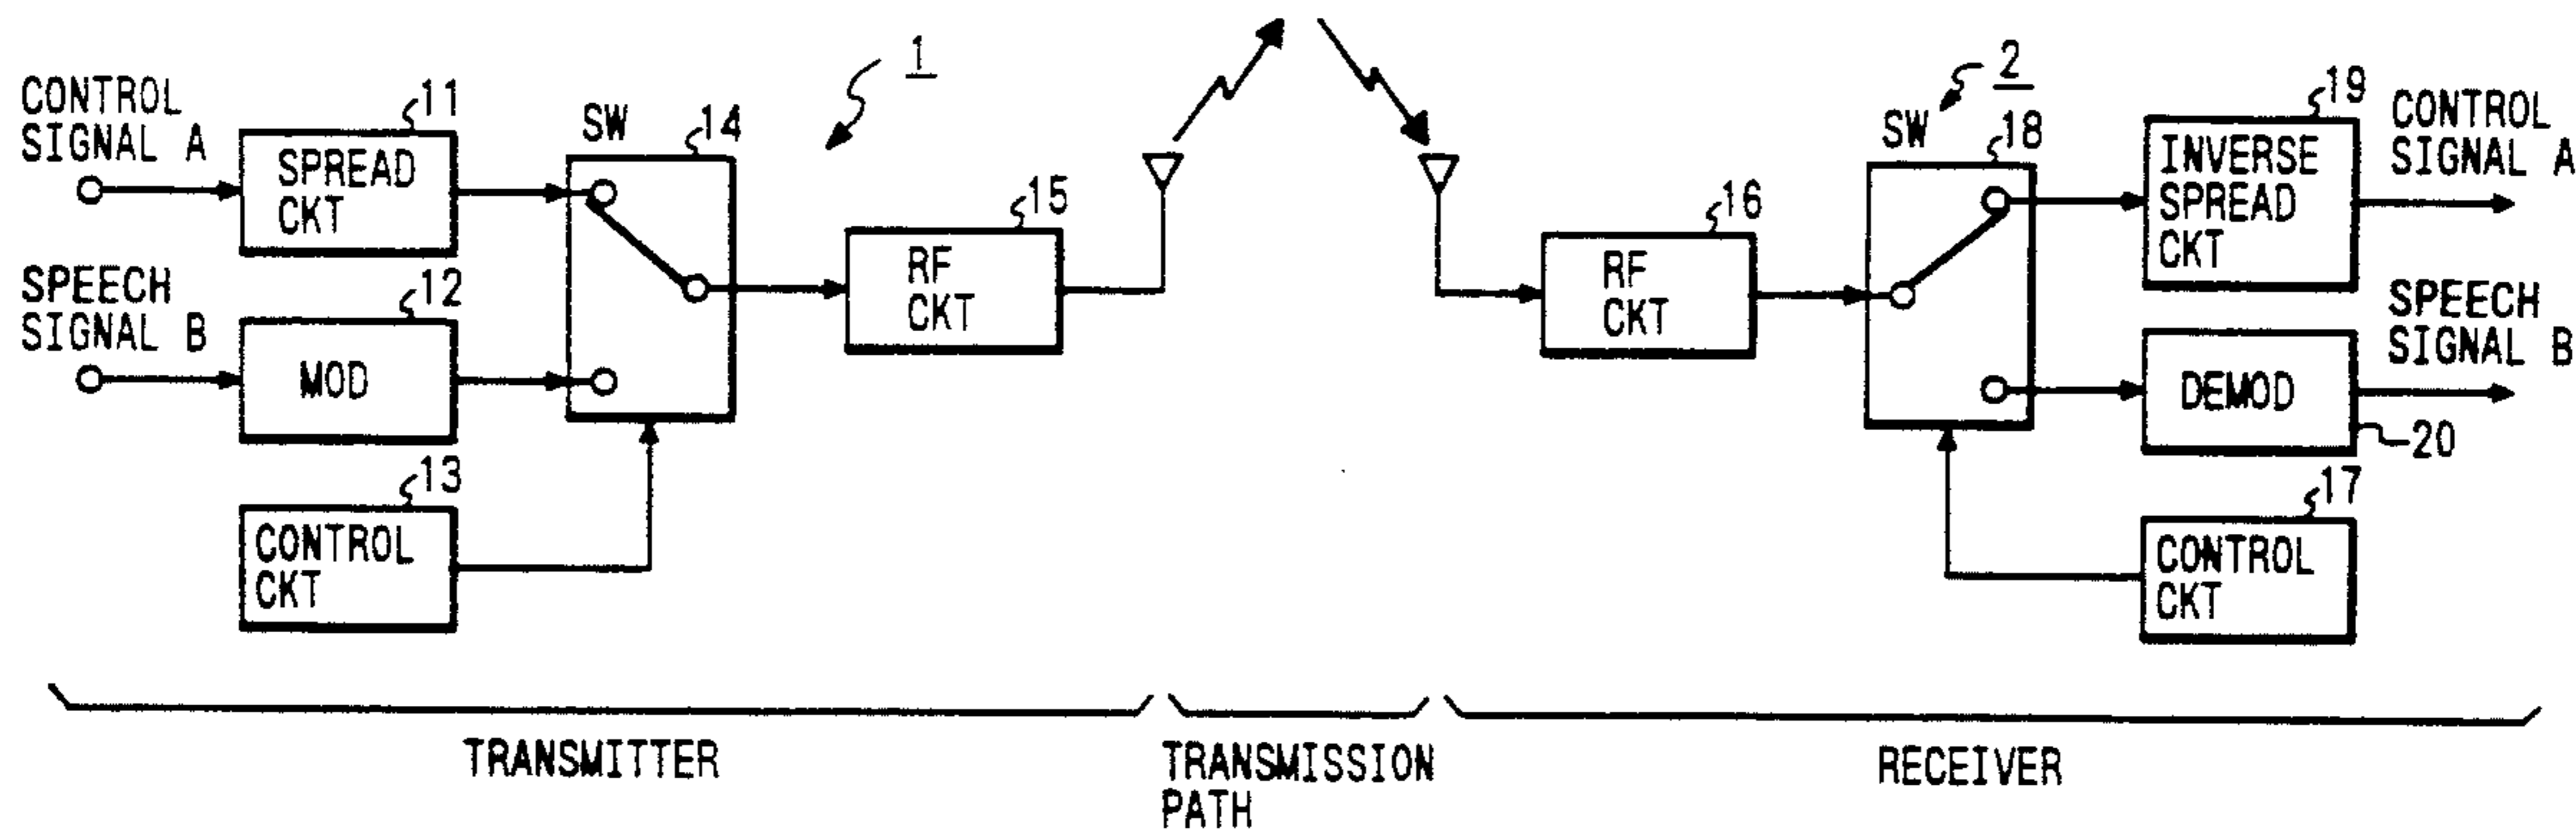 CONTROL
SIGNAL A
11
SPREAD
CKT
SW
14
1
SPEECH
SIGNAL B
12
MOD
13
CONTROL
CKT
15
RF
CKT
16
RF
CKT
2
SW
18
19
INVERSE
SPREAD
CKT
CONTROL
SIGNAL A
SPEECH
SIGNAL B
DEMOD
20
17
CONTROL
CKT
TRANSMITTER
TRANSMISSION
PATH
RECEIVER